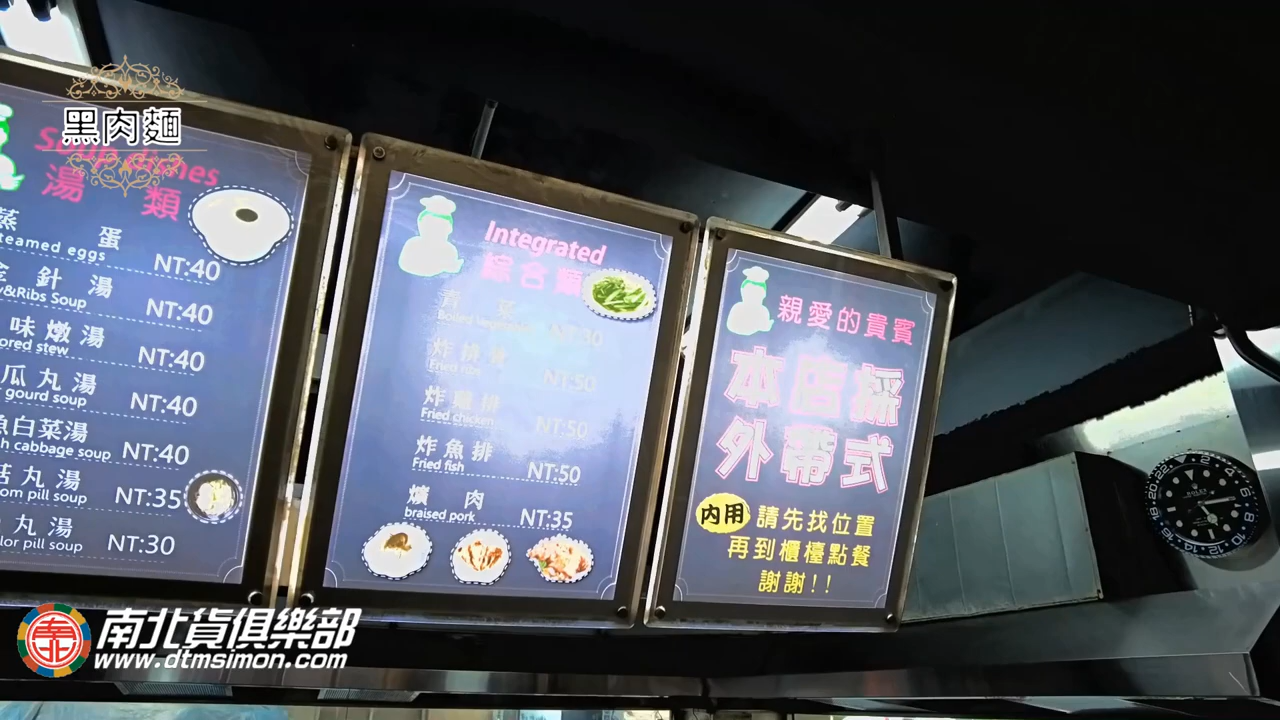 黑肉麵
Soup dishes
湯類
蒸蛋
steamed eggs
NT:40
金針湯
y&Ribs Soup
NT:40
味燉湯
ored stew
NT:40
瓜丸湯
gourd soup
NT:40
魚白菜湯
h cabbage soup
NT:40
菇丸湯
om pill soup
NT:35
丸湯
lor pill soup
NT:30
Integrated
綜合類
青菜
Boiled vegetables
NT:30
炸排骨
Fried ribs
NT:50
炸雞排
Fried chicken
NT:50
炸魚排
Fried fish
NT:50
爌肉
braised pork
NT:35
親愛的貴賓
本店採
外帶式
內用 請先找位置
再到櫃檯點餐
謝謝!!
ROLEX
南北貨俱樂部
www.dtmsimon.com